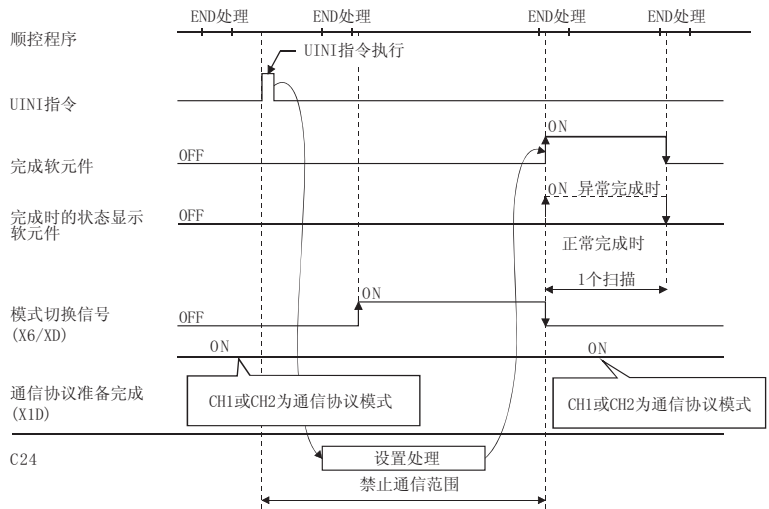 END处理 END处理 END处理 END处理
顺控程序
UINI指令执行
UINI指令
ON
完成软元件 OFF
ON 异常完成时
完成时的状态显示 OFF
软元件
正常完成时
1个扫描
ON
模式切换信号 OFF
(X6/XD)
ON ON
通信协议准备完成
(X1D)
CH1或CH2为通信协议模式 CH1或CH2为通信协议模式
C24 设置处理
禁止通信范围